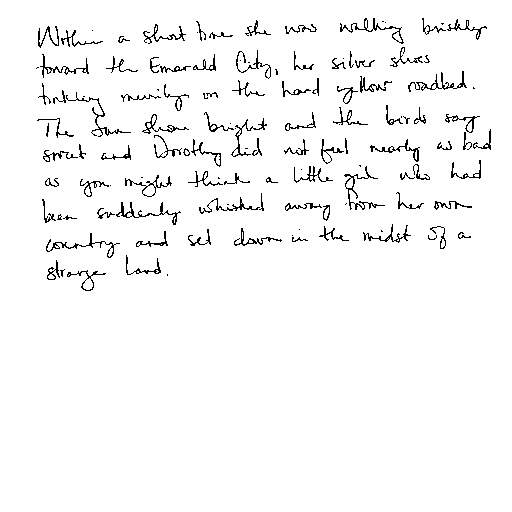 Within a short time she was walking briskly
toward the Emerald City, her silver shoes
tinkling merrily on the hard yellow roadbed.
The Sun shone bright and the birds sang
sweet and Dorothy did not feel nearly as bad
as you might think a little girl who had
been suddenly whisked away from her own
country and set down in the midst of a
strange land.